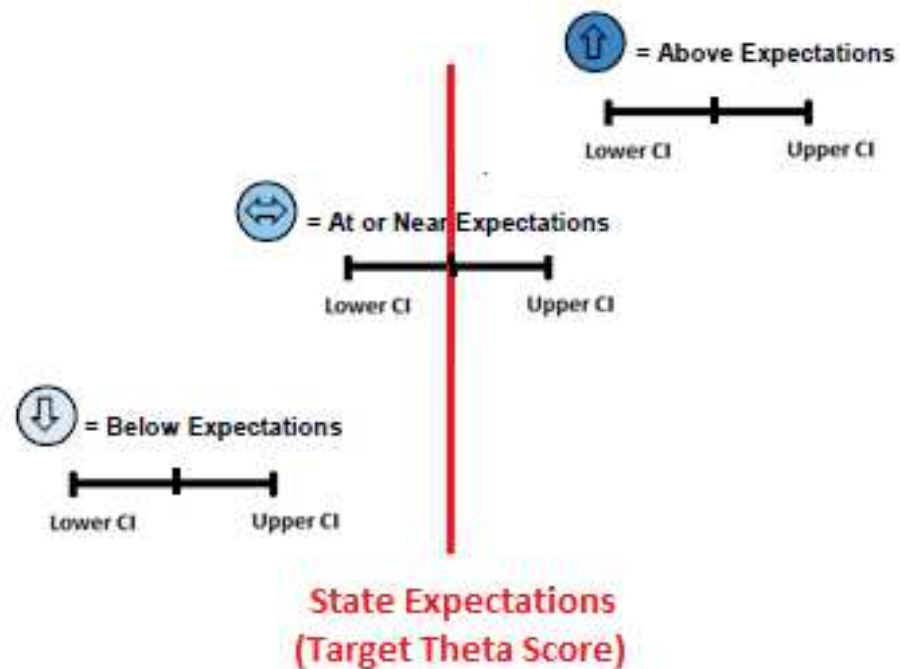 = Above Expectations
Lower CI
Upper CI
= At or Near Expectations
Lower CI
Upper CI
= Below Expectations
Lower CI
Upper CI
State Expectations
(Target Theta Score)